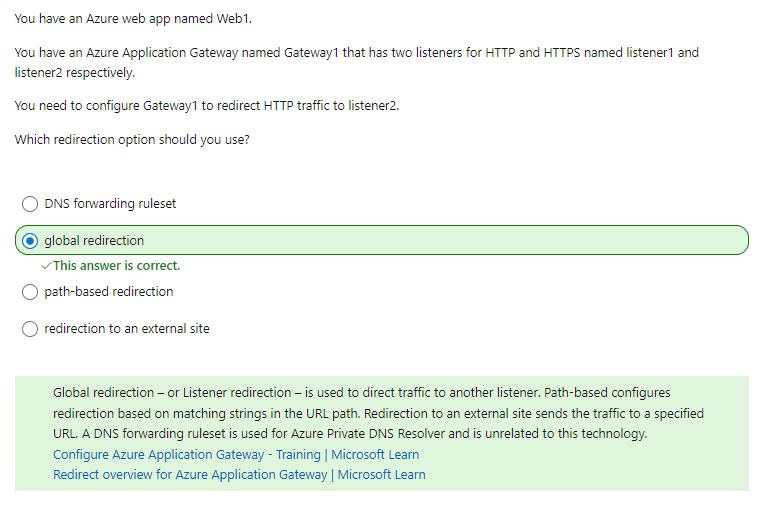 You have an Azure web app named Web1.
You have an Azure Application Gateway named Gateway1 that has two listeners for HTTP and HTTPS named listener1 and
listener2 respectively.
You need to configure Gateway1 to redirect HTTP traffic to listener2.
Which redirection option should you use?
DNS forwarding ruleset
global redirection
✓This answer is correct.
path-based redirection
redirection to an external site
Global redirection – or Listener redirection – is used to direct traffic to another listener. Path-based configures
redirection based on matching strings in the URL path. Redirection to an external site sends the traffic to a specified
URL. A DNS forwarding ruleset is used for Azure Private DNS Resolver and is unrelated to this technology.
Configure Azure Application Gateway - Training | Microsoft Learn
Redirect overview for Azure Application Gateway | Microsoft Learn